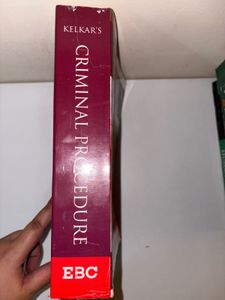 KELKAR'S
CRIMINAL PROCEDURE
EBC